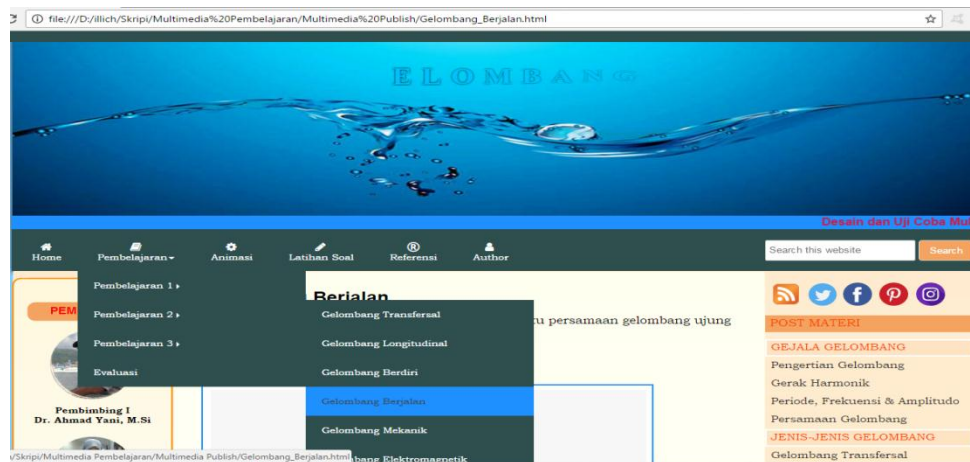 file:///D:/illich/Skripi/Multimedia%20Pembelajaran/Multimedia%20Publish/Gelombang_Berjalan.html
ELOMBANG
Desain dan Uji Coba Mu
Home
Pembelajaran
Animasi
Latihan Soal
Referensi
Author
Search this website
Search
Pembelajaran 1
Pembelajaran 2
Pembelajaran 3
Evaluasi
Gelombang Transfersal
Gelombang Longitudinal
Gelombang Berdiri
Gelombang Berjalan
Gelombang Mekanik
bang Elektromagnetik
Berjalan
tu persamaan gelombang ujung
PEM
Pembimbing I
Dr. Ahmad Yani, M.Si
POST MATERI
GEJALA GELOMBANG
Pengertian Gelombang
Gerak Harmonik
Periode, Frekuensi & Amplitudo
Persamaan Gelombang
JENIS-JENIS GELOMBANG
Gelombang Transfersal
/Skripi/Multimedia Pembelajaran/Multimedia Publish/Gelombang_Berjalan.html